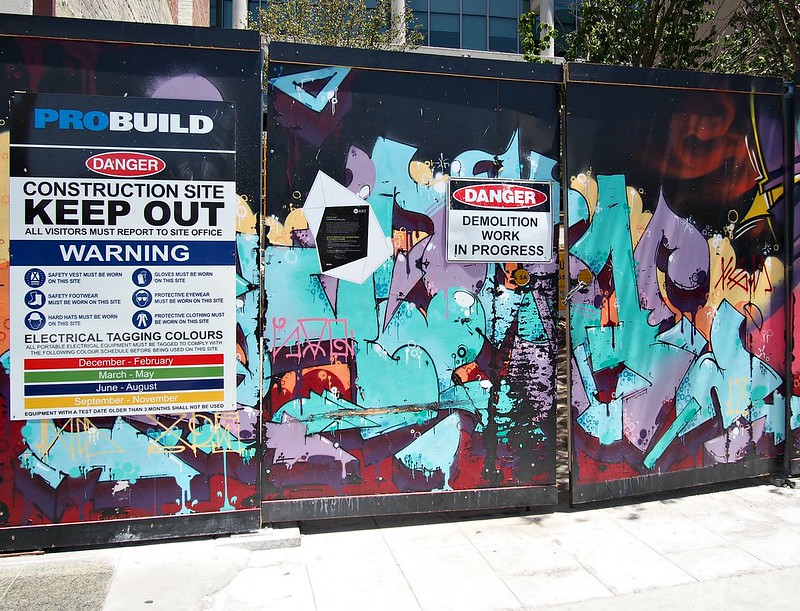 PROBUILD
DANGER
CONSTRUCTION SITE
KEEP OUT
ALL VISITORS MUST REPORT TO SITE OFFICE
WARNING
SAFETY VEST MUST BE WORN
ON THIS SITE
GLOVES MUST BE WORN
ON THIS SITE
SAFETY FOOTWEAR
MUST BE WORN ON THIS SITE
PROTECTIVE EYEWEAR
MUST BE WORN ON THIS SITE
HARD HATS MUST BE WORN
ON THIS SITE
PROTECTIVE CLOTHING MUST
BE WORN ON THIS SITE
ELECTRICAL TAGGING COLOURS
ALL PORTABLE ELECTRICAL EQUIPMENT MUST BE TAGGED TO COMPLY WITH
THE FOLLOWING COLOUR SCHEDULE BEFORE BEING USED ON THIS SITE
December - February
March - May
June - August
September - November
EQUIPMENT WITH A TEST DATE OLDER THAN 3 MONTHS SHALL NOT BE USED
DANGER
DEMOLITION
WORK
IN PROGRESS